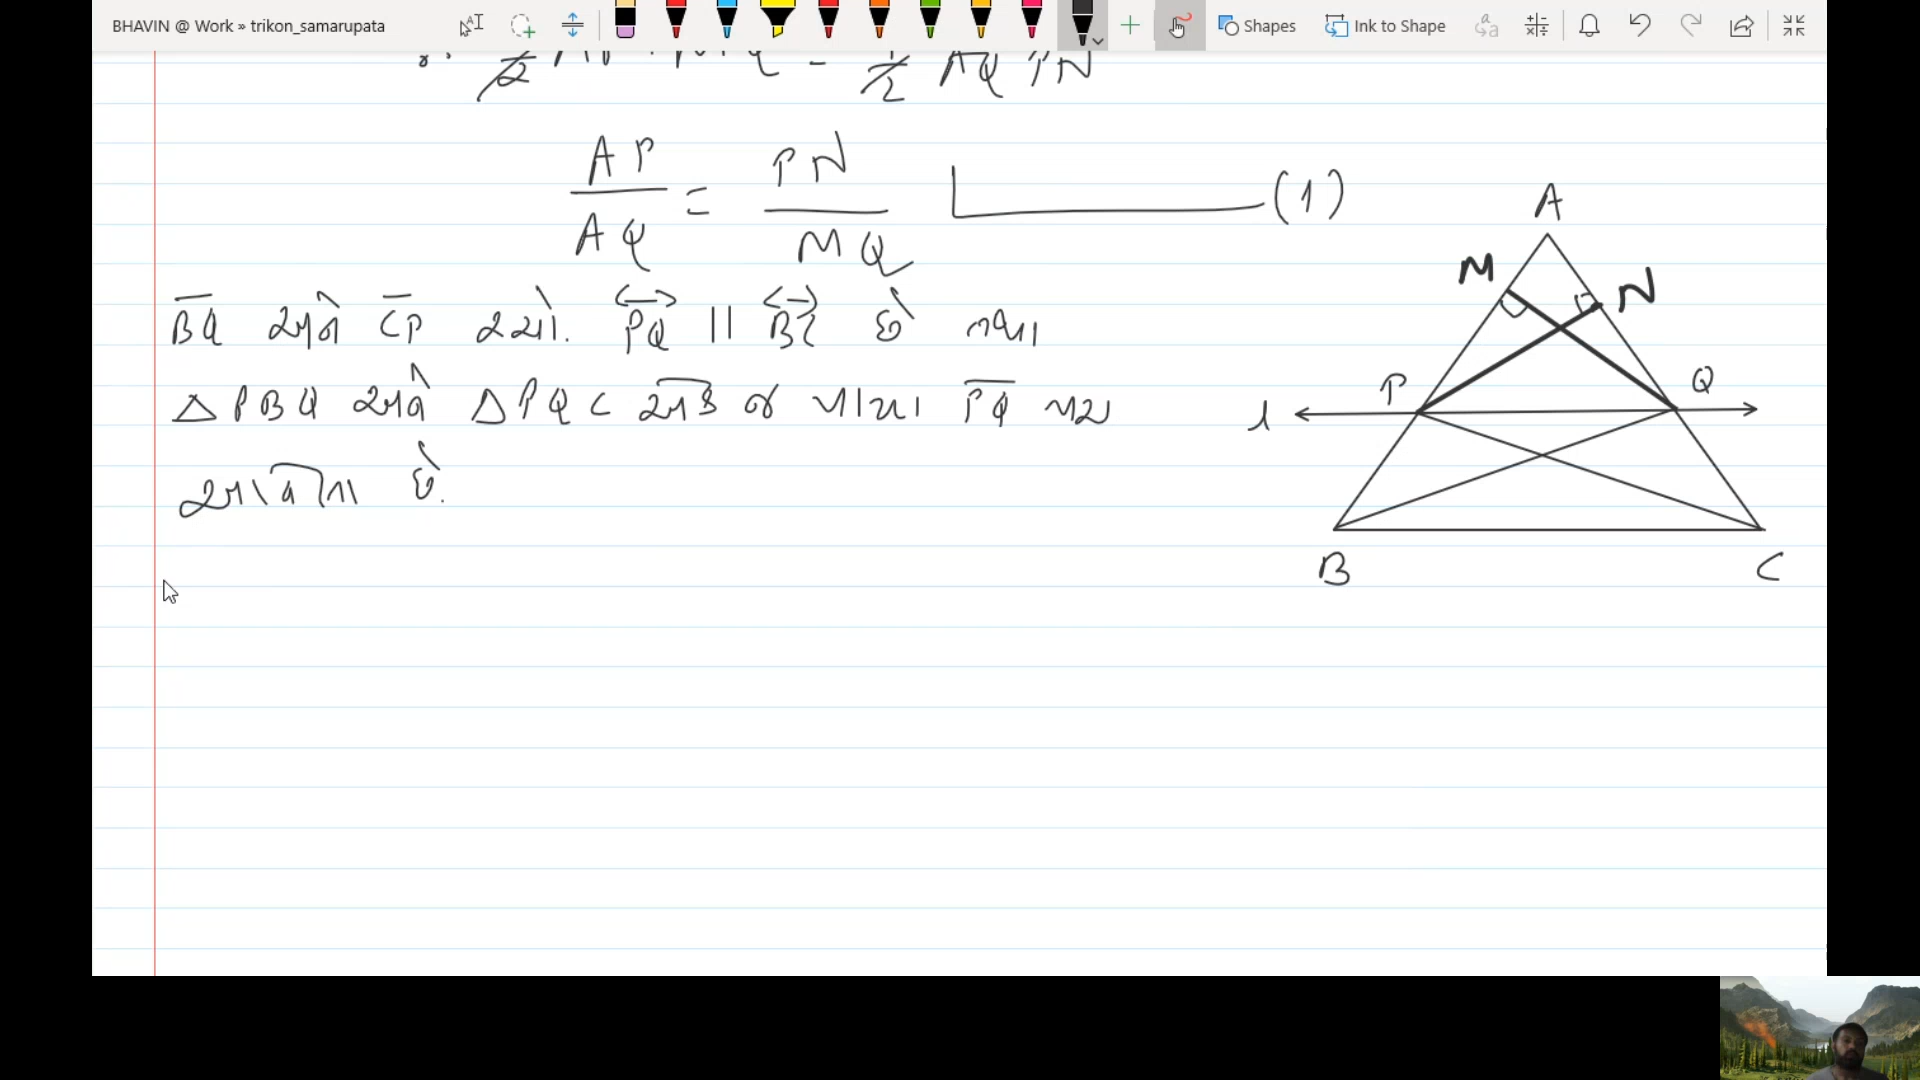 BHAVIN @ Work » trikon_samarupata
Shapes
Ink to Shape
AP / AQ = PN / MQ (1)
BQ અને CP રચો. PQ || BC છે તથા
△PBQ અને △PQC એક જ પાયા PQ પર
આવેલા છે.
A
M
N
P
Q
l
B
C